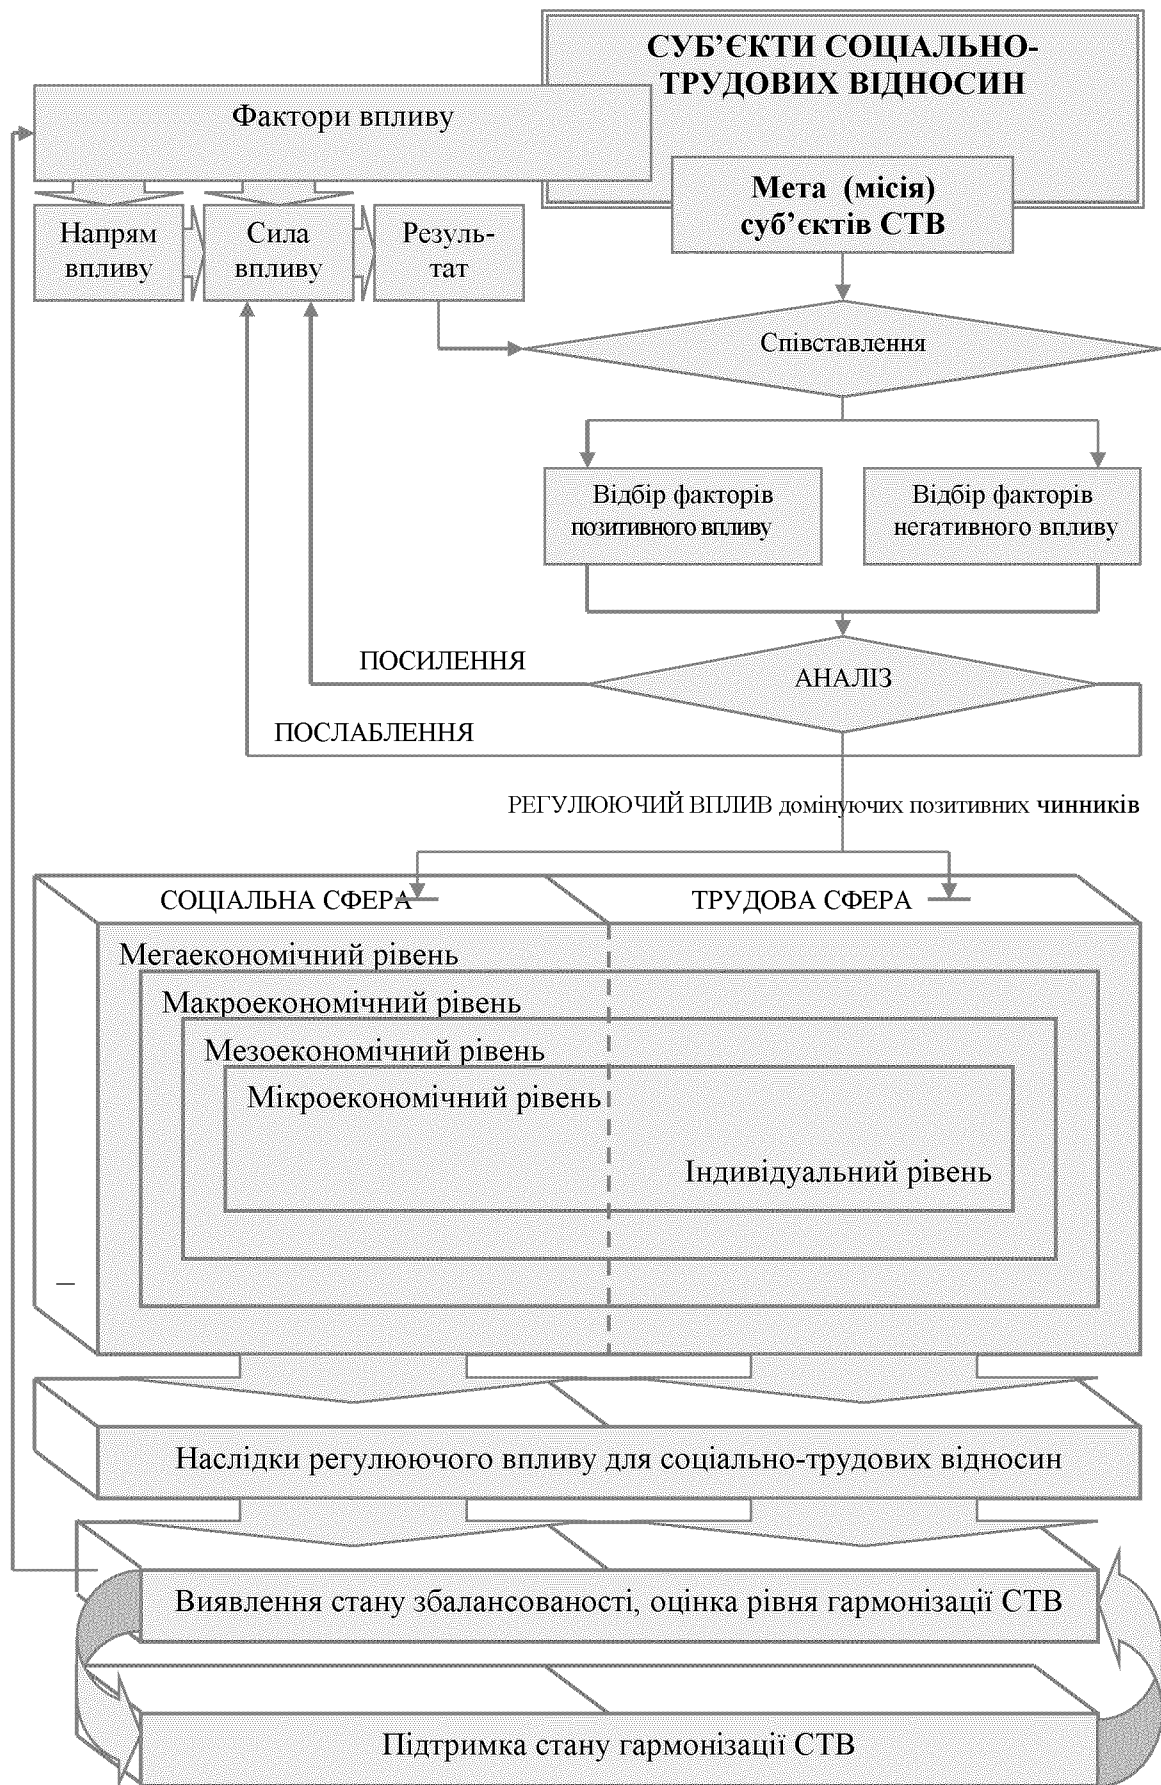 СУБ’ЄКТИ СОЦІАЛЬНО-
ТРУДОВИХ ВІДНОСИН
Фактори впливу
Мета (місія)
суб’єктів СТВ
Напрям
впливу
Сила
впливу
Резуль-
тат
Співставлення
Відбір факторів
позитивного впливу
Відбір факторів
негативного впливу
ПОСИЛЕННЯ
АНАЛІЗ
ПОСЛАБЛЕННЯ
РЕГУЛЮЮЧИЙ ВПЛИВ домінуючих позитивних чинників
СОЦІАЛЬНА СФЕРА
ТРУДОВА СФЕРА
Мегаекономічний рівень
Макроекономічний рівень
Мезоекономічний рівень
Мікроекономічний рівень
Індивідуальний рівень
Наслідки регулюючого впливу для соціально-трудових відносин
Виявлення стану збалансованості, оцінка рівня гармонізації СТВ
Підтримка стану гармонізації СТВ